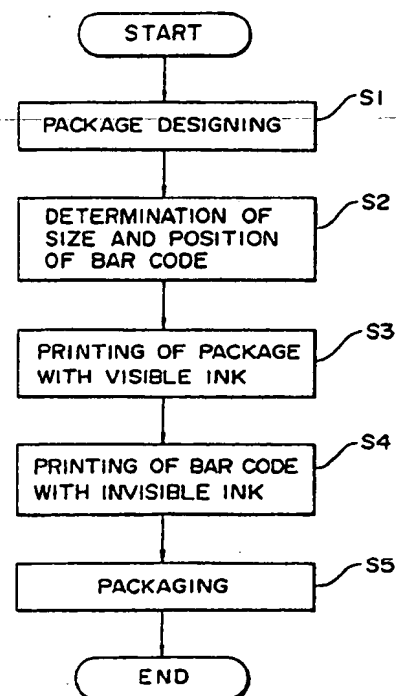 START
S1
PACKAGE DESIGNING
S2
DETERMINATION OF
SIZE AND POSITION
OF BAR CODE
S3
PRINTING OF PACKAGE
WITH VISIBLE INK
S4
PRINTING OF BAR CODE
WITH INVISIBLE INK
S5
PACKAGING
END